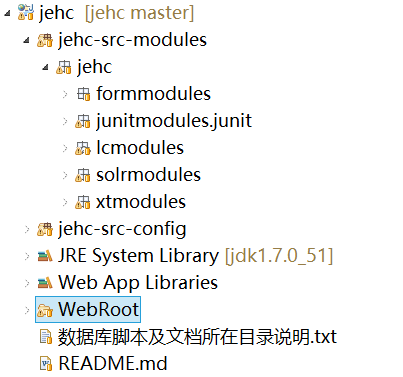 jehc [jehc master]
jehc-src-modules
jehc
formmodules
junitmodules.junit
lcmodules
solrmodules
xtmodules
jehc-src-config
JRE System Library [jdk1.7.0_51]
Web App Libraries
WebRoot
数据库脚本及文档所在目录说明.txt
README.md